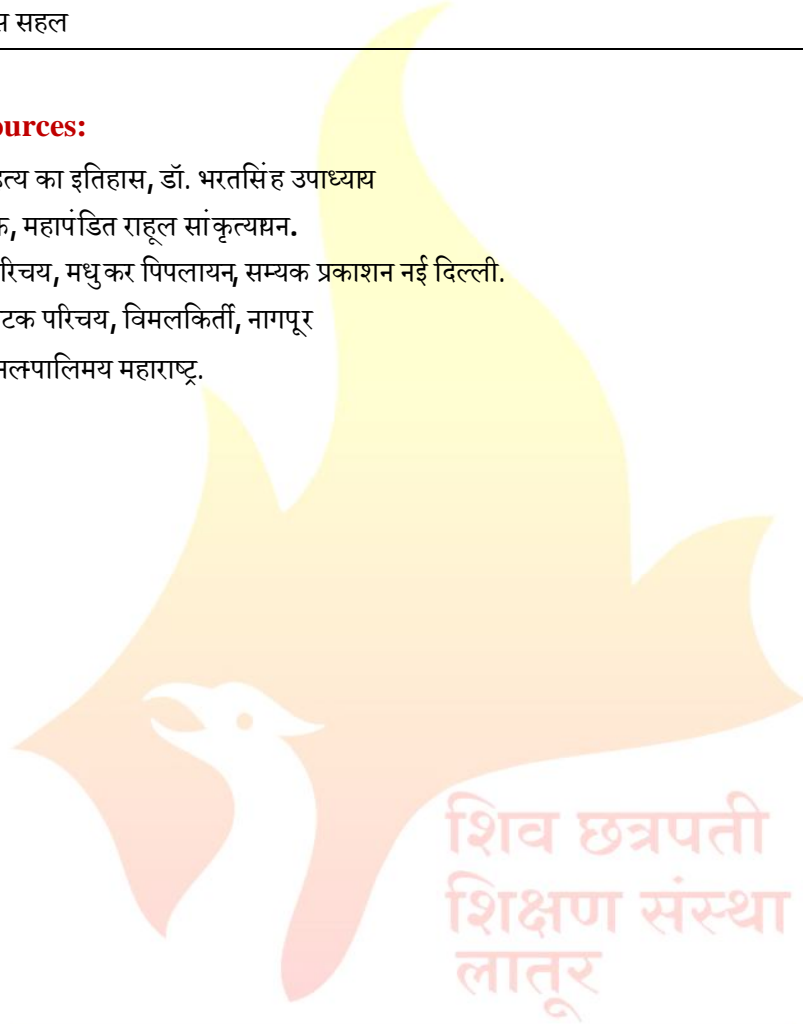 स सहल
ources:
हत्य का इतिहास, डॉ. भरतसिंह उपाध्याय
क, महापंडित राहूल सांकृत्यायन.
रिचय, मधुकर पिपलायन, सम्यक प्रकाशन नई दिल्ली.
टक परिचय, विमलकिर्ती, नागपूर
पालिमय महाराष्ट्र.
शिव छत्रपती
शिक्षण संस्था
लातूर